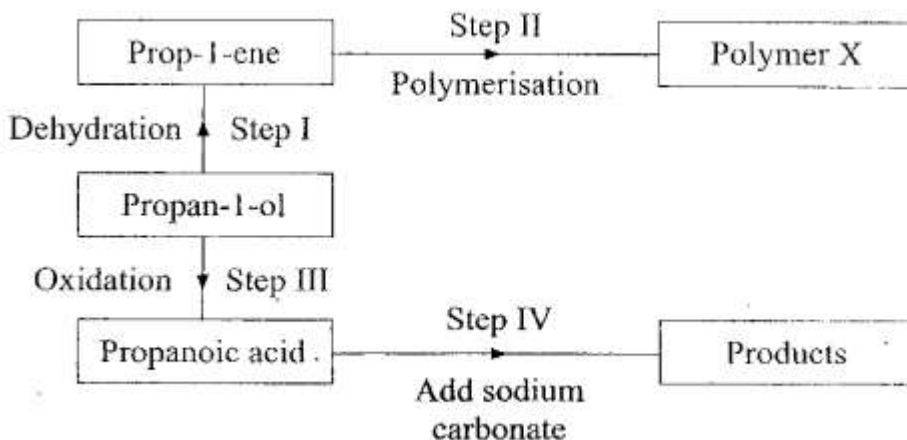 Prop-1-ene
Step II
Polymerisation
Polymer X
Dehydration
Step I
Propan-1-ol
Oxidation
Step III
Propanoic acid
Step IV
Add sodium
carbonate
Products